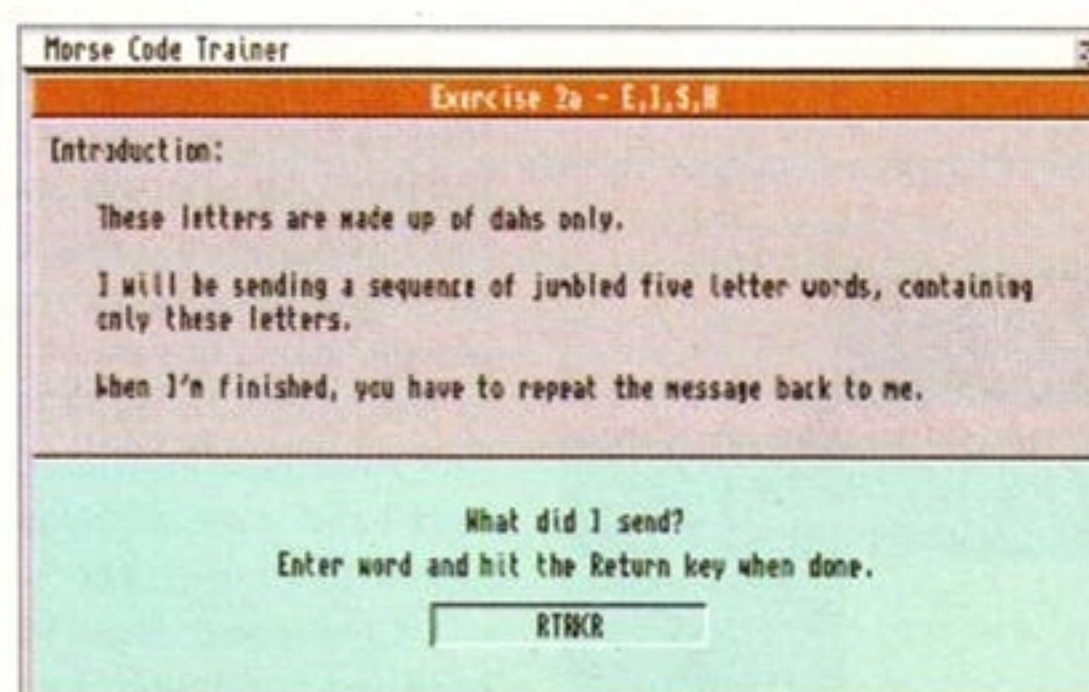 Morse Code Trainer
Exercise 2a - E,I,S,H
Introduction:
These letters are made up of dahs only.
I will be sending a sequence of jumbled five letter words, containing
only these letters.
When I'm finished, you have to repeat the message back to me.
What did I send?
Enter word and hit the Return key when done.